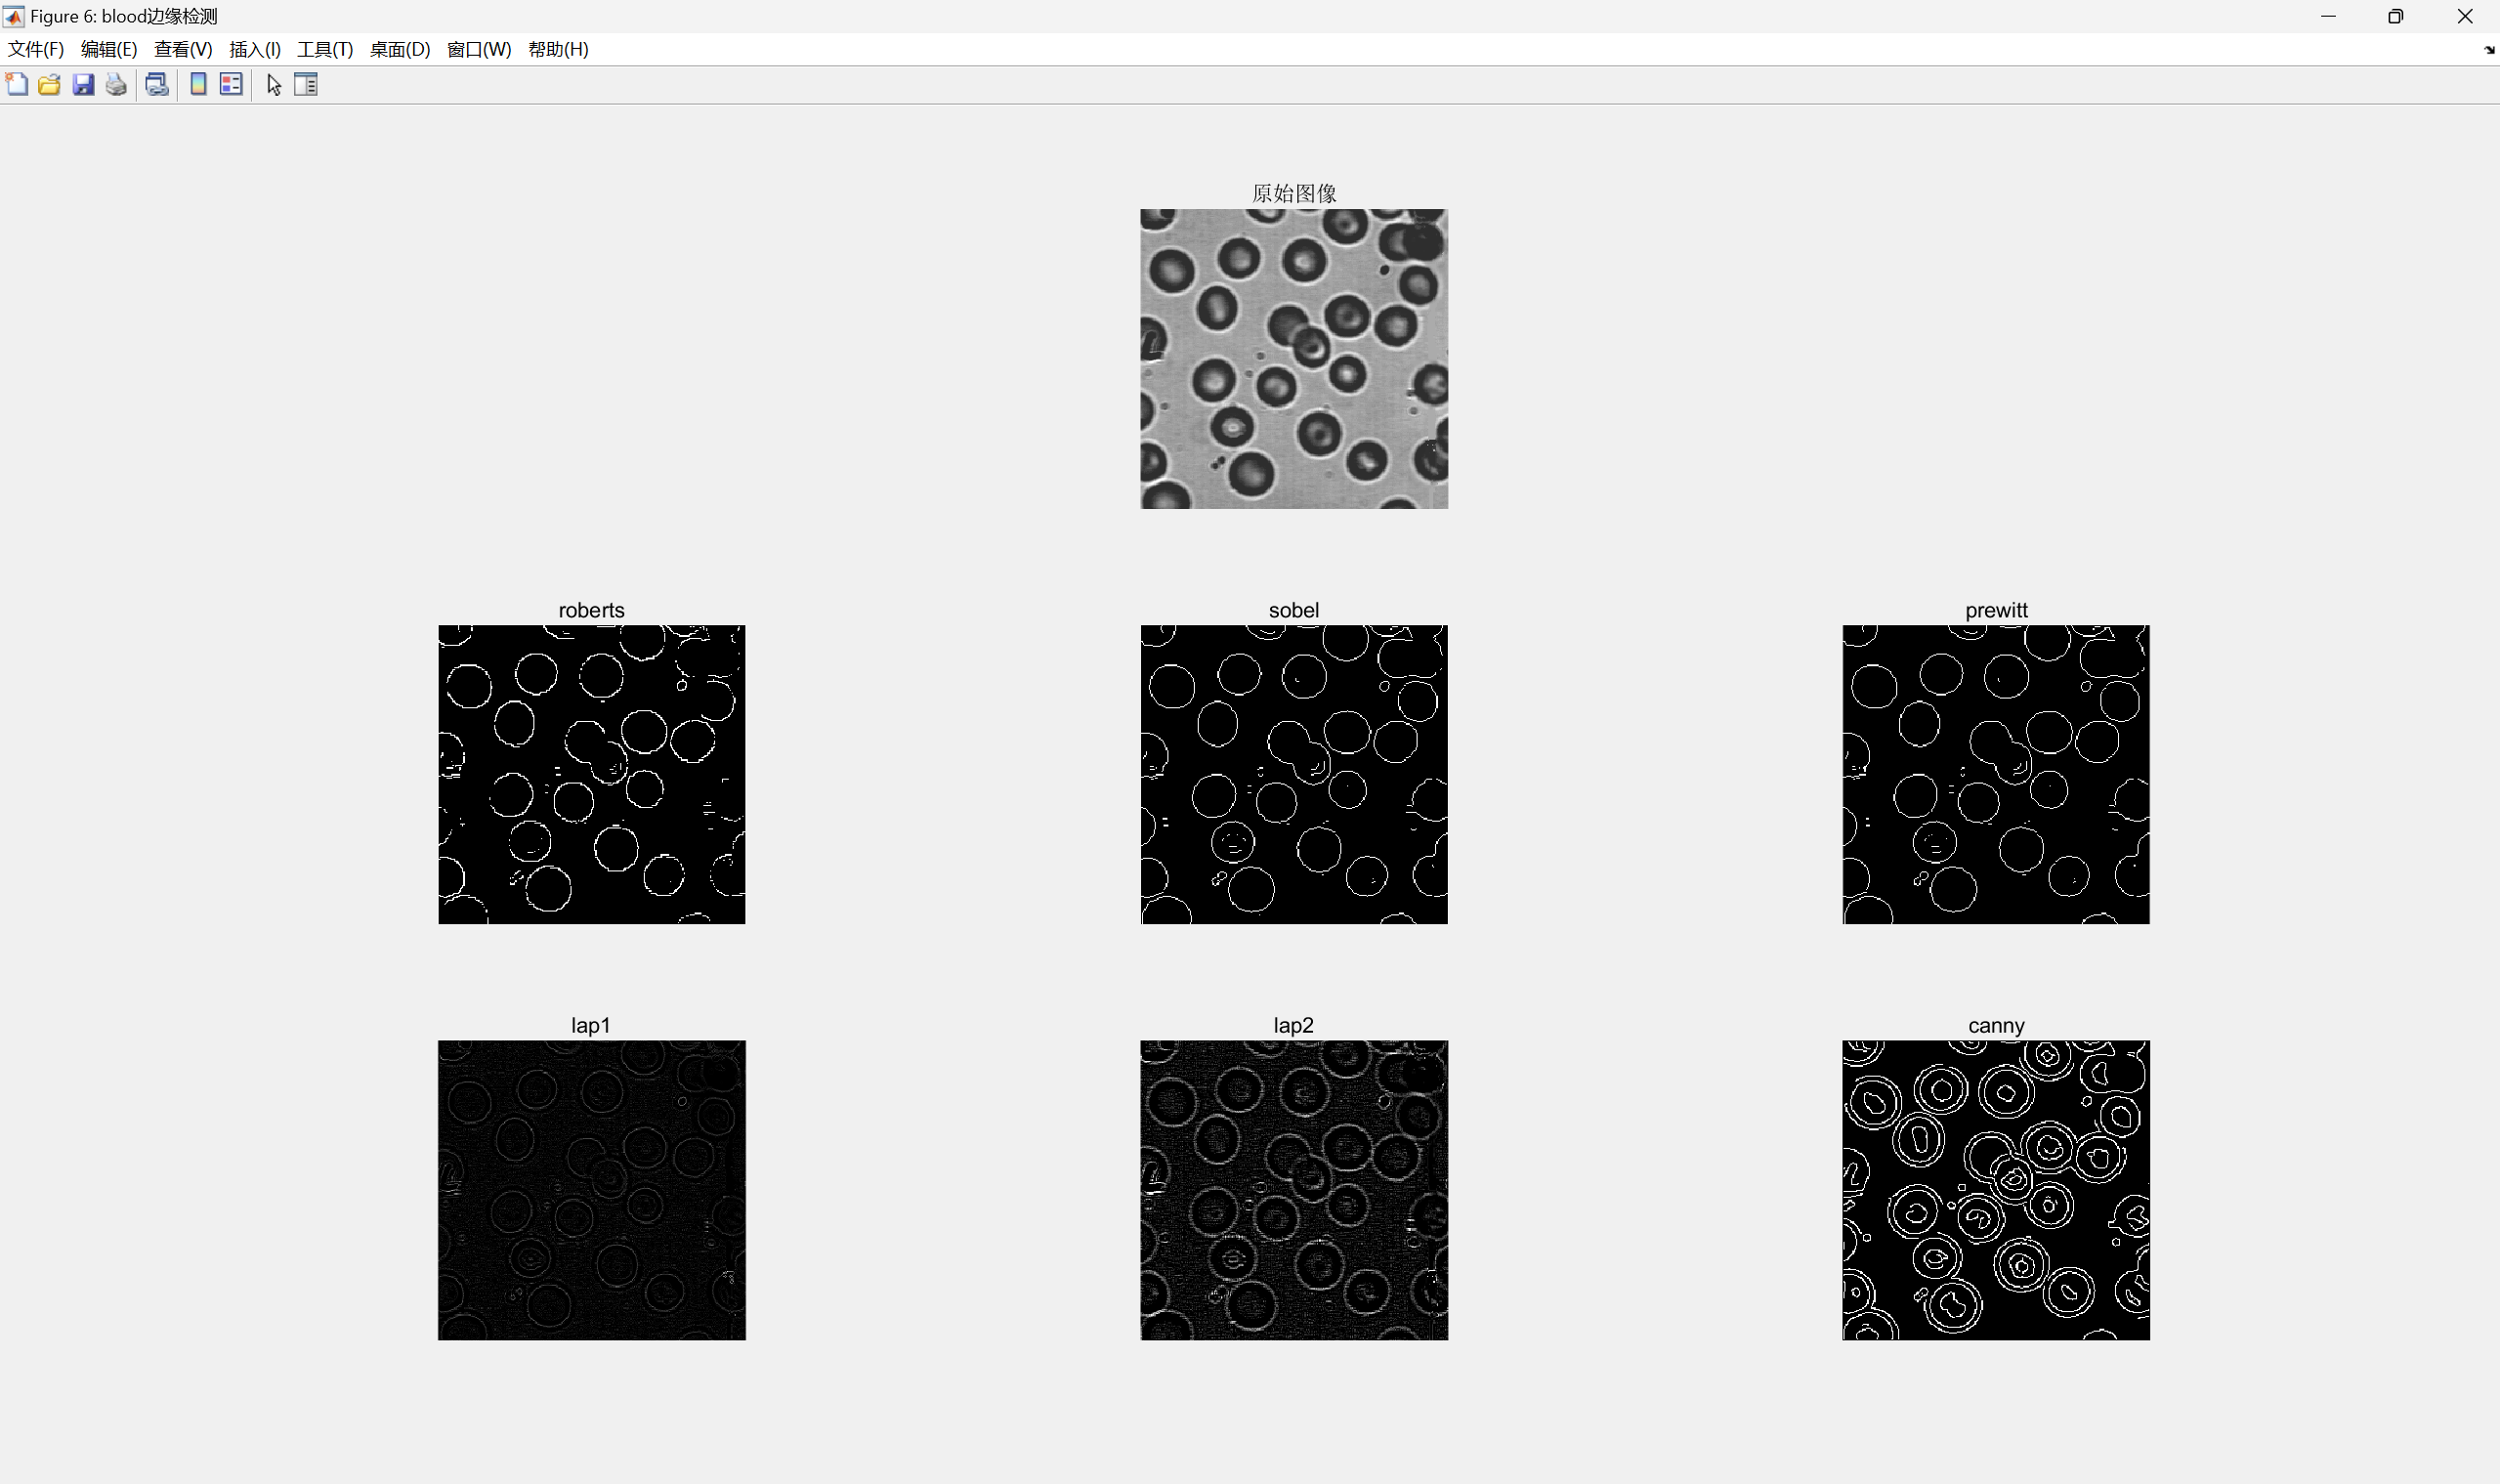 Figure 6: blood边缘检测
文件(F) 编辑(E) 查看(V) 插入(I) 工具(T) 桌面(D) 窗口(W) 帮助(H)
原始图像
roberts
sobel
prewitt
lap1
lap2
canny